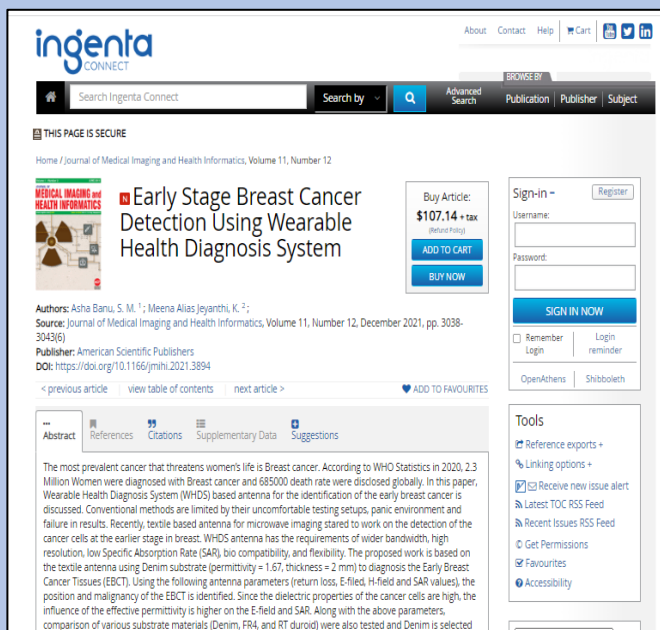 ingenta
CONNECT
About Contact Help Cart You Tube in
BROWSE BY
Search Ingenta Connect Search by Advanced Search Publication Publisher Subject
THIS PAGE IS SECURE
Home / Journal of Medical Imaging and Health Informatics, Volume 11, Number 12
MEDICAL IMAGING and
HEALTH INFORMATICS
N Early Stage Breast Cancer
Detection Using Wearable
Health Diagnosis System
Buy Article:
$107.14 + tax
(Refund Policy)
ADD TO CART
BUY NOW
Authors: Asha Banu, S. M. 1 ; Meena Alias Jeyanthi, K. 2 ;
Source: Journal of Medical Imaging and Health Informatics, Volume 11, Number 12, December 2021, pp. 3038-
3043(6)
Publisher: American Scientific Publishers
DOI: https://doi.org/10.1166/jmihi.2021.3894
< previous article view table of contents next article > ADD TO FAVOURITES
Abstract References Citations Supplementary Data Suggestions
The most prevalent cancer that threatens women's life is Breast cancer. According to WHO Statistics in 2020, 2.3
Million Women were diagnosed with Breast cancer and 685000 death rate were disclosed globally. In this paper,
Wearable Health Diagnosis System (WHDS) based antenna for the identification of the early breast cancer is
discussed. Conventional methods are limited by their uncomfortable testing setups, panic environment and
failure in results. Recently, textile based antenna for microwave imaging stared to work on the detection of the
cancer cells at the earlier stage in breast. WHDS antenna has the requirements of wider bandwidth, high
resolution, low Specific Absorption Rate (SAR), bio compatibility, and flexibility. The proposed work is based on
the textile antenna using Denim substrate (permittivity = 1.67, thickness = 2 mm) to diagnosis the Early Breast
Cancer Tissues (EBCT). Using the following antenna parameters (return loss, E-filed, H-field and SAR values), the
position and malignancy of the EBCT is identified. Since the dielectric properties of the cancer cells are high, the
influence of the effective permittivity is higher on the E-field and SAR. Along with the above parameters,
comparison of various substrate materials (Denim, FR4, and RT duroid) were also tested and Denim is selected
Sign-in – Register
Username:
Password:
SIGN IN NOW
Remember Login Login reminder
OpenAthens Shibboleth
Tools
Reference exports +
Linking options +
Receive new issue alert
Latest TOC RSS Feed
Recent Issues RSS Feed
© Get Permissions
Favourites
Accessibility